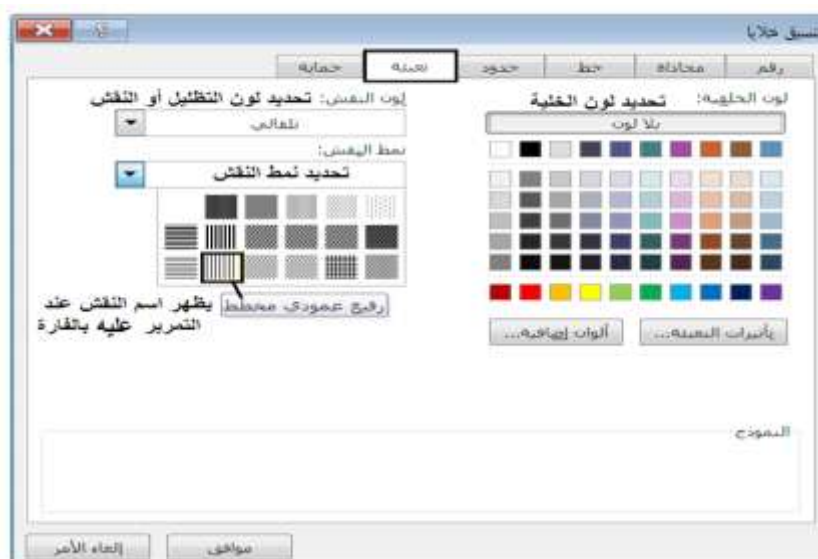 تنسيق خلايا
رقم محاذاة خط حدود تعبئة حماية
لون الخلفية: تحديد لون الخلية
بلا لون
لون النقش: تحديد لون التظليل أو النقش
تلقائي
نمط النقش:
تحديد نمط النقش
رفيع عمودي مخطط يظهر اسم النقش عند
التمرير عليه بالفارة
تأثيرات التعبئة... ألوان إضافية...
النموذج
موافق إلغاء الأمر